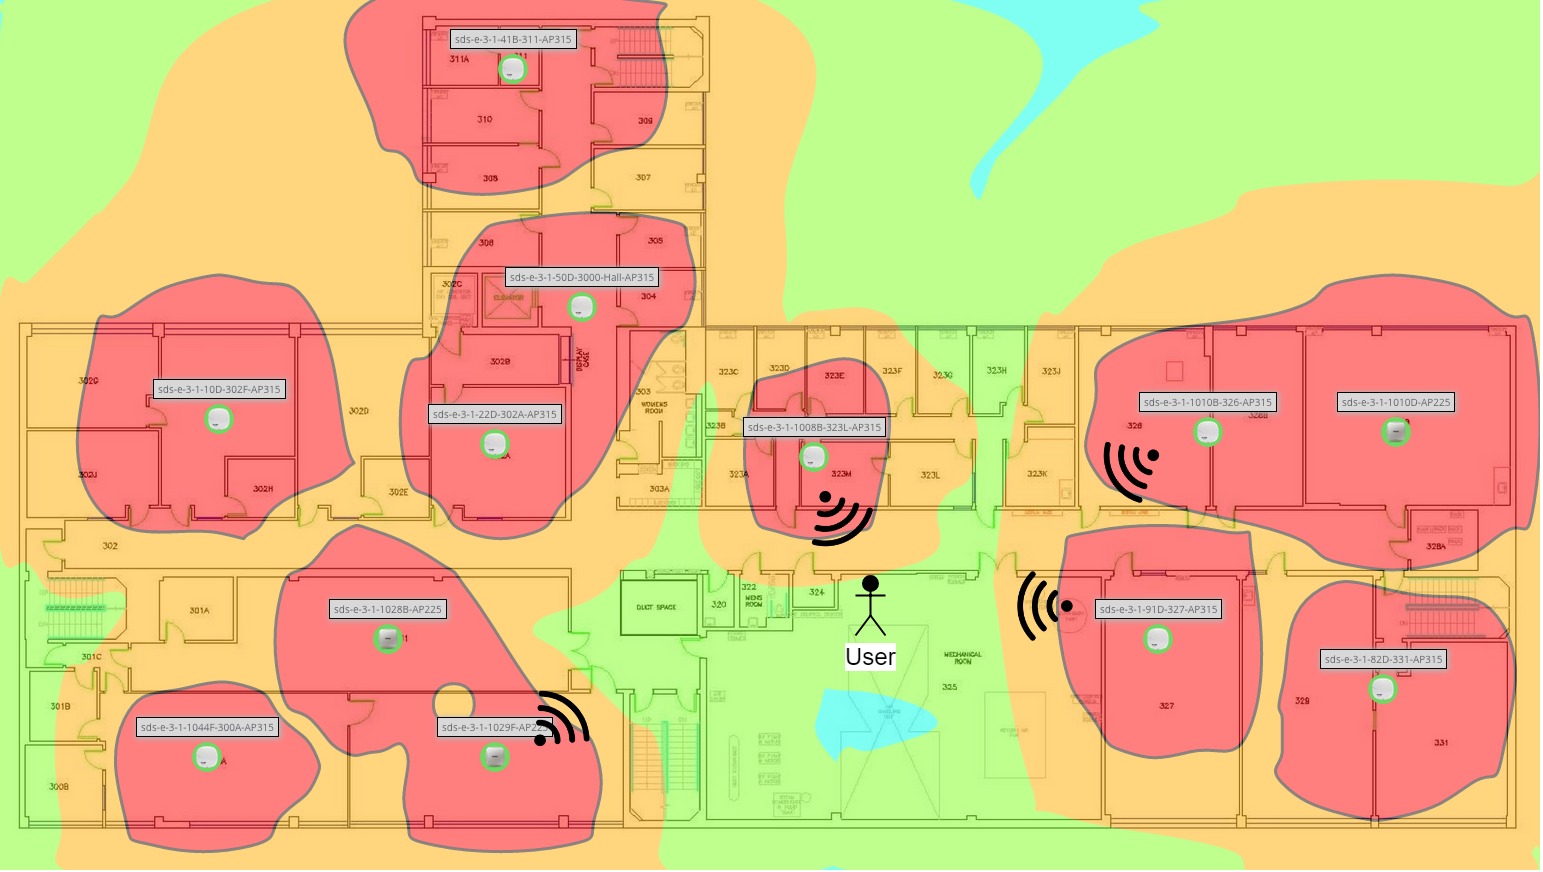 sds-e-3-1-41B-311-AP315
311A
310
309
308
307
306
305
sds-e-3-1-50D-3000-Hall-AP315
302C
ELEVATOR
304
302B
DISPLAY CASE
302G
sds-e-3-1-10D-302F-AP315
302D
sds-e-3-1-22D-302A-AP315
302J
302H
302E
303
WOMENS
ROOM
303A
323C
323D
323E
323F
323G
323H
323J
323B
sds-e-3-1-1008B-323L-AP315
323A
323M
323L
323K
sds-e-3-1-1010B-326-AP315
326
328B
sds-e-3-1-1010D-AP225
328A
302
301A
sds-e-3-1-1028B-AP225
301C
DUCT SPACE
320
322
MENS
ROOM
324
User
MECHANICAL
ROOM
325
sds-e-3-1-91D-327-AP315
327
sds-e-3-1-82D-331-AP315
329
331
301B
300B
sds-e-3-1-1044F-300A-AP315
sds-e-3-1-1029F-AP225